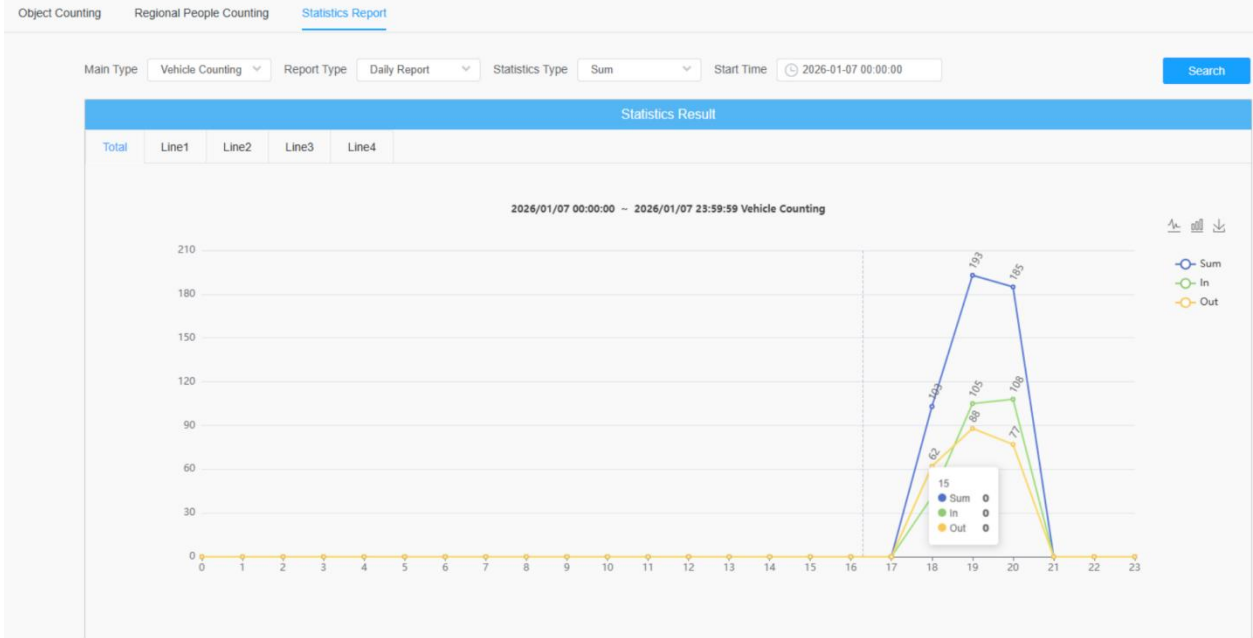 Object Counting Regional People Counting Statistics Report
Main Type Vehicle Counting Report Type Daily Report Statistics Type Sum Start Time 2026-01-07 00:00:00 Search
Statistics Result
Total Line1 Line2 Line3 Line4
2026/01/07 00:00:00 ~ 2026/01/07 23:59:59 Vehicle Counting
Sum
In
Out
210
180
150
120
90
60
30
0
193
185
103
105
108
88
77
62
15
Sum 0
In 0
Out 0
0 1 2 3 4 5 6 7 8 9 10 11 12 13 14 15 16 17 18 19 20 21 22 23